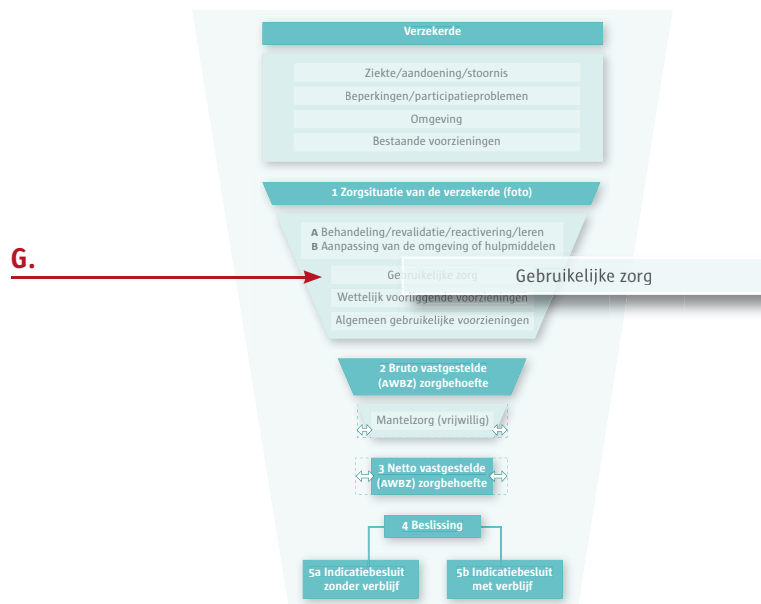 Verzekerde
Ziekte/aandoening/stoornis
Beperkingen/participatieproblemen
Omgeving
Bestaande voorzieningen
1 Zorgsituatie van de verzekerde (foto)
A Behandeling/revalidatie/reactivering/leren
B Aanpassing van de omgeving of hulpmiddelen
G.
Gebruikelijke zorg
Gebruikelijke zorg
Wettelijk voorliggende voorzieningen
Algemeen gebruikelijke voorzieningen
2 Bruto vastgestelde
(AWBZ) zorgbehoefte
Mantelzorg (vrijwillig)
3 Netto vastgestelde
(AWBZ) zorgbehoefte
4 Beslissing
5a Indicatiebesluit
zonder verblijf
5b Indicatiebesluit
met verblijf